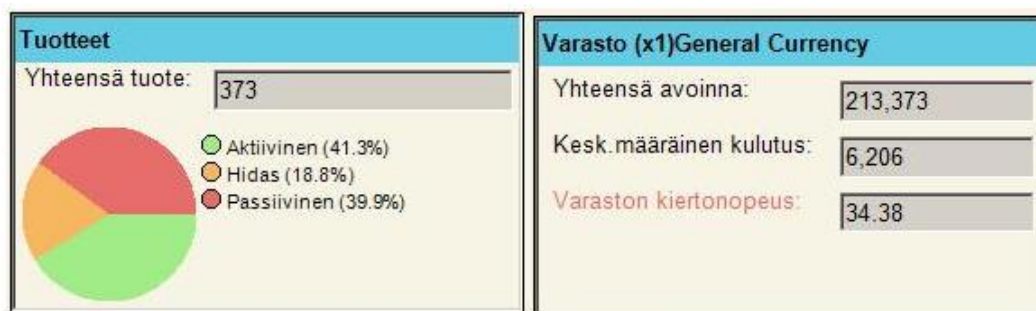 Tuotteet
Yhteensä tuote: 373
Aktiivinen (41.3%)
Hidas (18.8%)
Passiivinen (39.9%)
Varasto (x1)General Currency
Yhteensä avoinna: 213,373
Kesk.määräinen kulutus: 6,206
Varaston kiertonopeus: 34.38